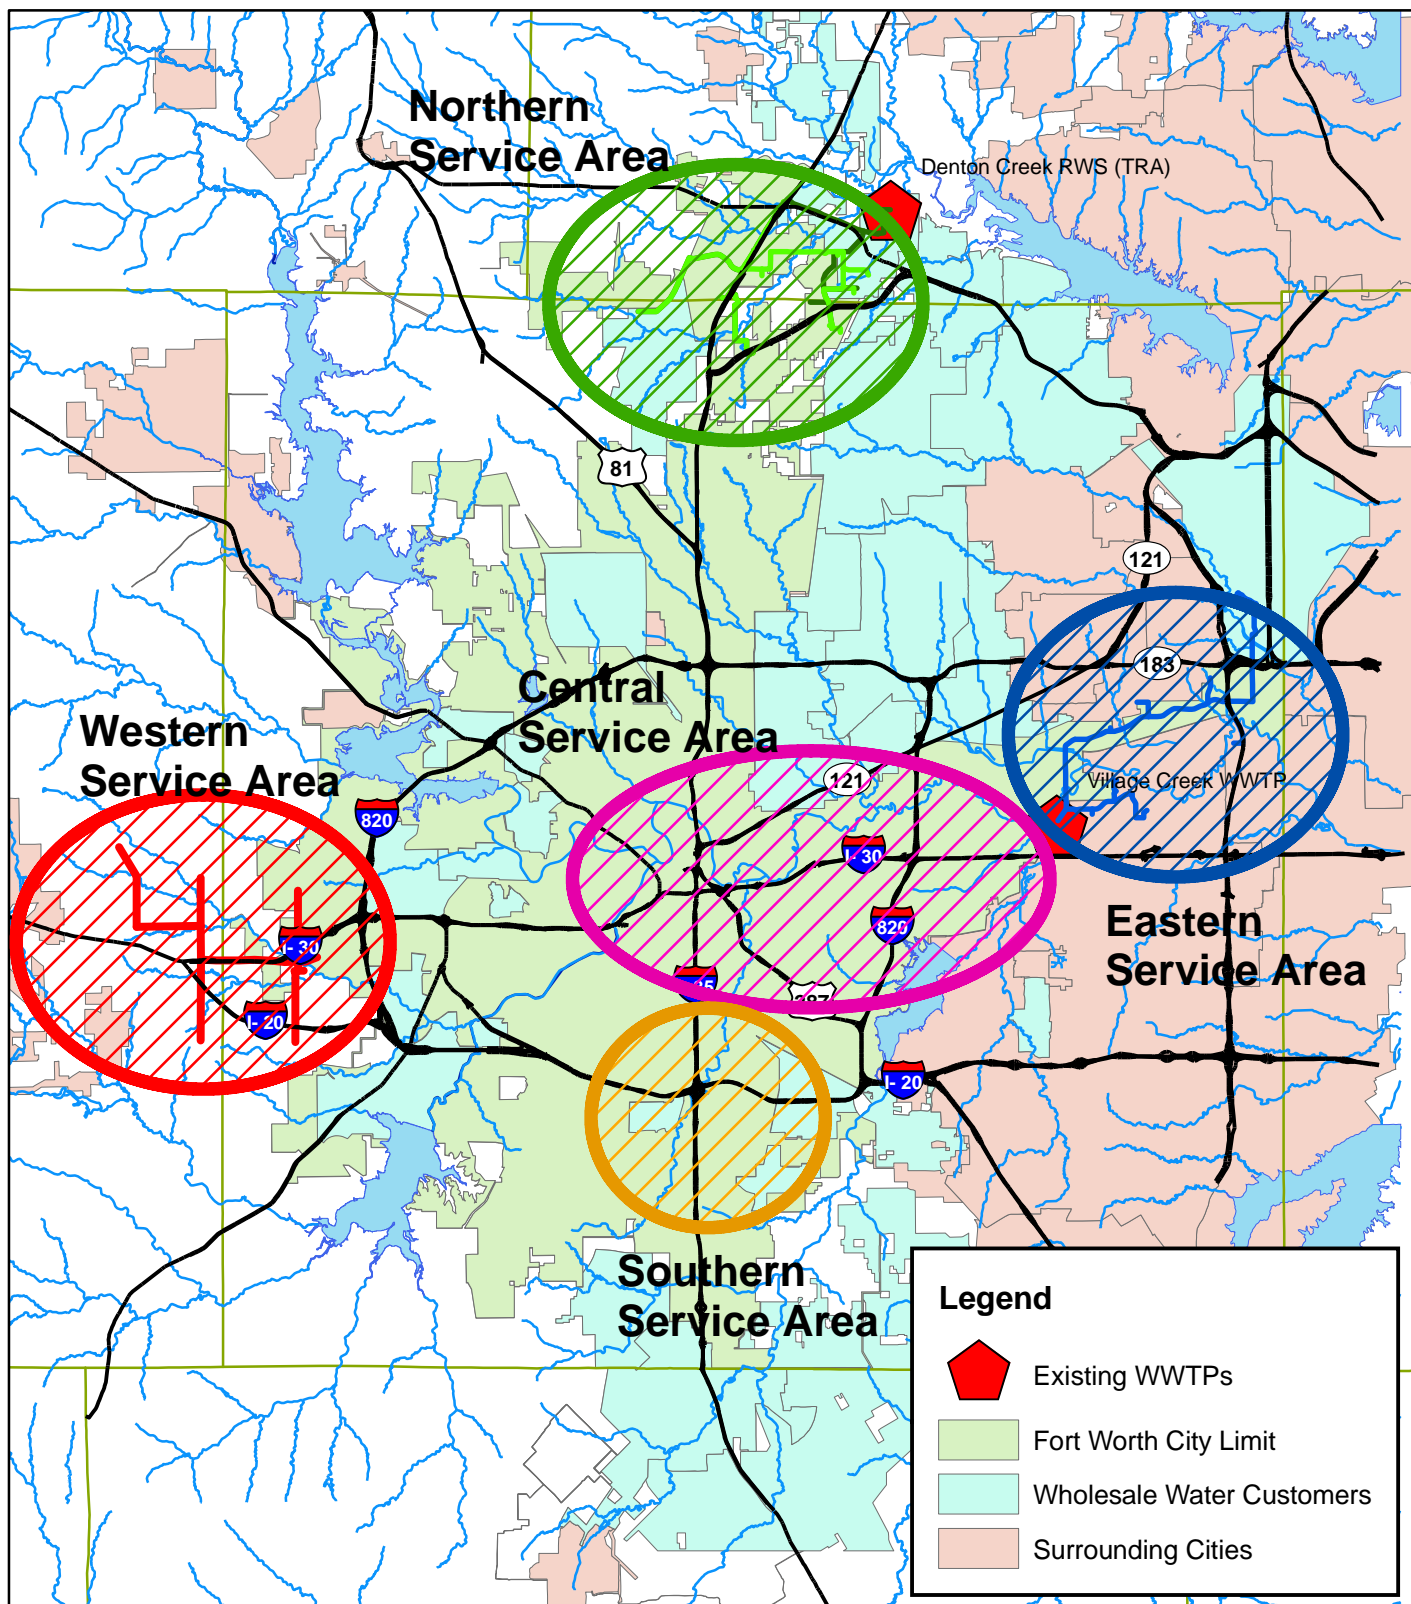 Northern
Service Area
Denton Creek RWS (TRA)
81
121
183
Central
Service Area
Western
Service Area
121
Village Creek WWTP
820
I- 30
820
Eastern
Service Area
I- 30
287
I- 20
I- 20
Southern
Service Area
Legend
Existing WWTPs
Fort Worth City Limit
Wholesale Water Customers
Surrounding Cities